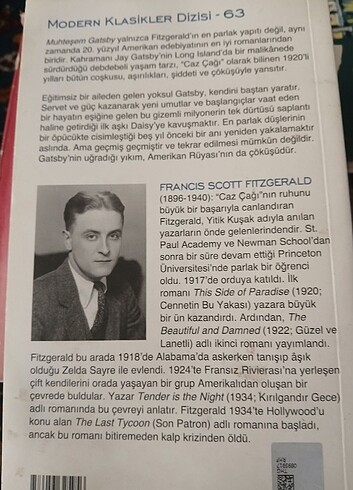 MODERN KLASİKLER DİZİSİ - 63
Muhteşem Gatsby yalnızca Fitzgerald'ın en parlak yapıtı değil, aynı
zamanda 20. yüzyıl Amerikan edebiyatının en iyi romanlarından
biridir. Kahramanı Jay Gatsby'nin Long Island'da bir malikânede
sürdürdüğü debdebeli yaşam tarzı, "Caz Çağı" olarak bilinen 1920'li
yılları bütün coşkusu, aşırılıkları, şiddeti ve çöküşüyle yansıtır.
Eğitimsiz bir aileden gelen yoksul Gatsby, kendini baştan yaratır.
Servet ve güç kazanarak yeni umutlar ve başlangıçlar vaat eden
bir hayatın eşiğine gelen bu gizemli milyonerin tek dürtüsü saplantı
haline getirdiği ilk aşkı Daisy'ye kavuşmaktır. En parlak düşlerinin
bir öpücükte cisimleştiği beş yıl önceki bir anı yeniden yakalamaktır
aslında. Ama geçmiş geçmiştir ve tekrar edilmesi mümkün değildir.
Gatsby'nin uğradığı yıkım, Amerikan Rüyası'nın da çöküşüdür.
FRANCIS SCOTT FITZGERALD
(1896-1940): "Caz Çağı"nın ruhunu
büyük bir başarıyla canlandıran
Fitzgerald, Yitik Kuşak adıyla anılan
yazarların önde gelenlerindendir. St.
Paul Academy ve Newman School'dan
sonra bir süre devam ettiği Princeton
Üniversitesi'nde parlak bir öğrenci
oldu. 1917'de orduya katıldı. İlk
romanı This Side of Paradise (1920;
Cennetin Bu Yakası) yazara büyük
bir ün kazandırdı. Ardından, The
Beautiful and Damned (1922; Güzel ve
Lanetli) adlı ikinci romanı yayımlandı.
Fitzgerald bu arada 1918'de Alabama'da askerken tanışıp âşık
olduğu Zelda Sayre ile evlendi. 1924'te Fransız Rivierası'na yerleşen
çift kendilerini orada yaşayan bir grup Amerikalıdan oluşan bir
çevrede buldular. Yazar Tender is the Night (1934; Kırılgandır Gece)
adlı romanında bu çevreyi anlatır. Fitzgerald 1934'te Hollywood'u
konu alan The Last Tycoon (Son Patron) adlı romanına başladı,
ancak bu romanı bitiremeden kalp krizinden öldü.